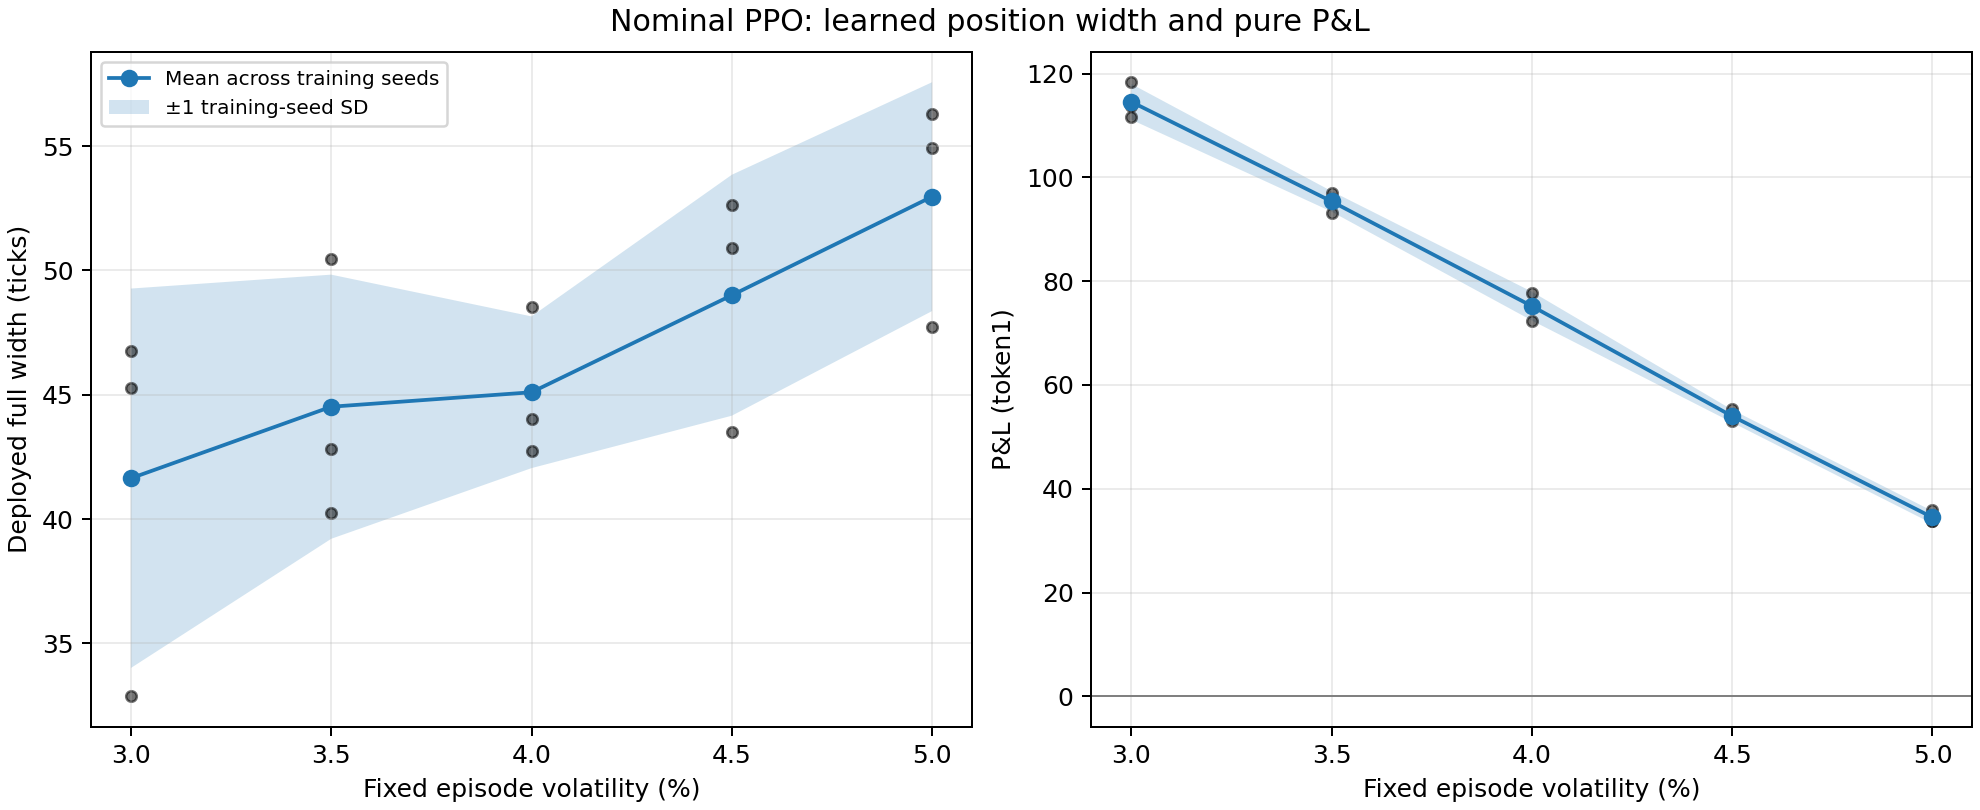 Nominal PPO: learned position width and pure P&L
Mean across training seeds
±1 training-seed SD
Deployed full width (ticks)
55
50
45
40
35
3.0 3.5 4.0 4.5 5.0
Fixed episode volatility (%)
P&L (token1)
120
100
80
60
40
20
0
3.0 3.5 4.0 4.5 5.0
Fixed episode volatility (%)